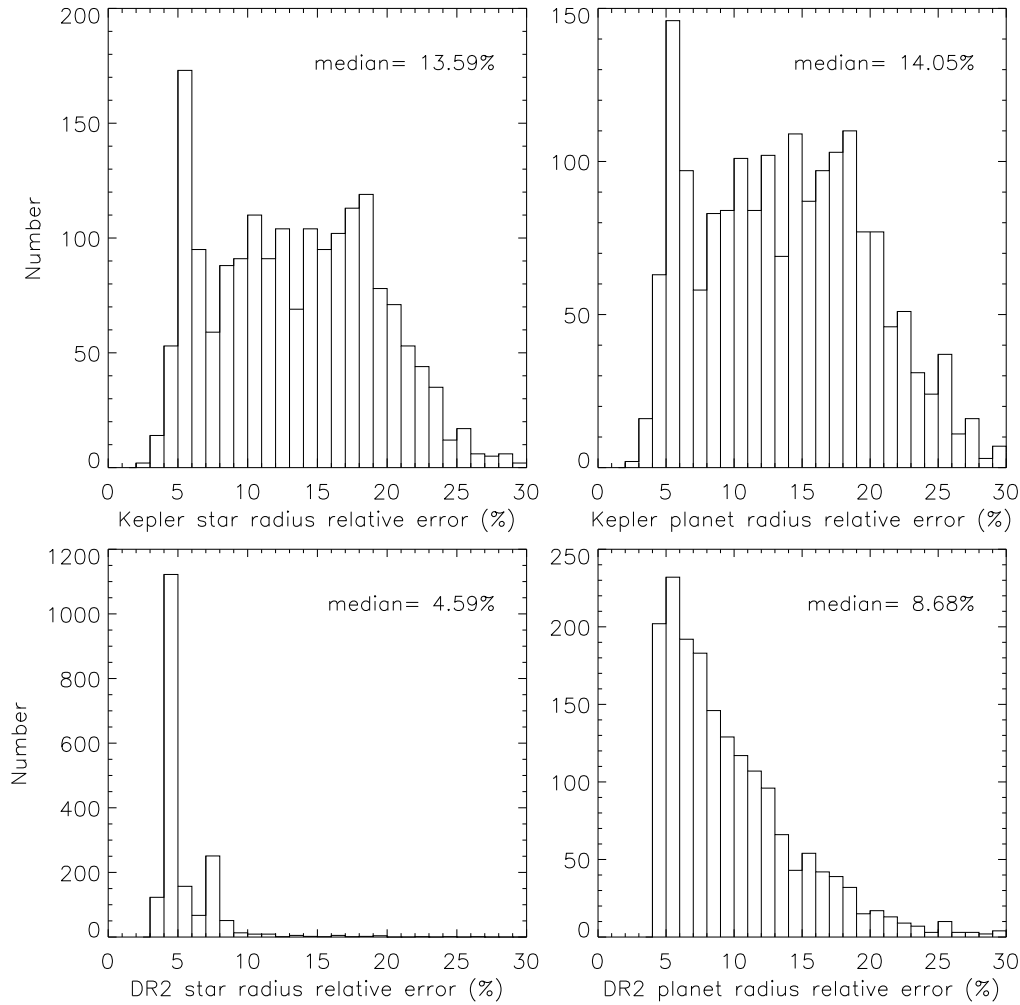 200
150
100
50
0
Number
median= 13.59%
0 5 10 15 20 25 30
Kepler star radius relative error (%)
150
100
50
0
median= 14.05%
0 5 10 15 20 25 30
Kepler planet radius relative error (%)
1200
1000
800
600
400
200
0
Number
median= 4.59%
0 5 10 15 20 25 30
DR2 star radius relative error (%)
250
200
150
100
50
0
median= 8.68%
0 5 10 15 20 25 30
DR2 planet radius relative error (%)